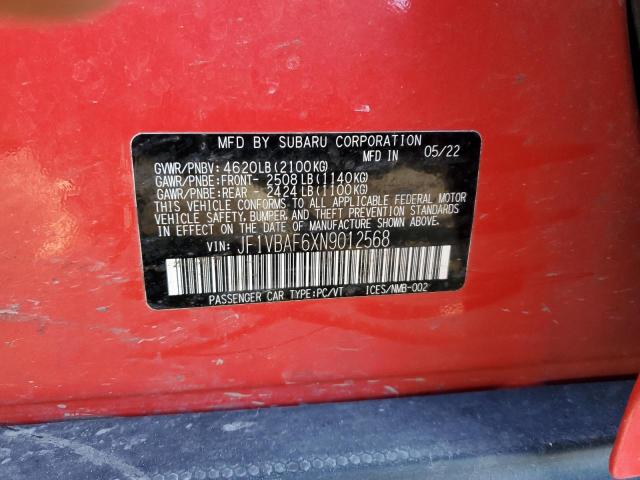 MFD BY SUBARU CORPORATION
MFD IN 05/22
GVWR/PNBV: 4620LB(2100KG)
GAWR/PNBE:FRONT- 2508LB(1140KG)
GAWR/PNBE:REAR - 2424LB(1100KG)
THIS VEHICLE CONFORMS TO ALL APPLICABLE FEDERAL MOTOR
VEHICLE SAFETY, BUMPER, AND THEFT PREVENTION STANDARDS
IN EFFECT ON THE DATE OF MANUFACTURE SHOWN ABOVE.
VIN: JF1VBAF6XN9012568
PASSENGER CAR TYPE:PC/VT ICES/NMB-002